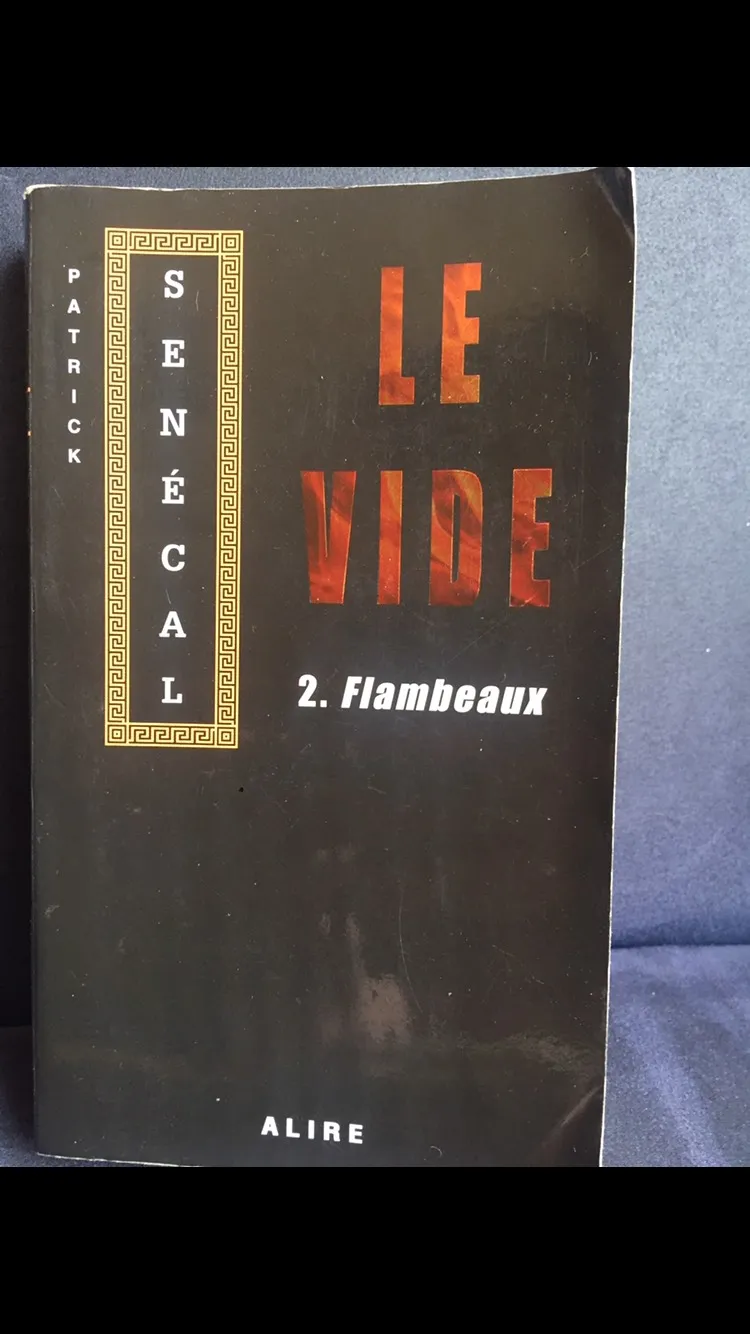 PATRICK
SENÉCAL
LE
VIDE
2. Flambeaux
ALIRE